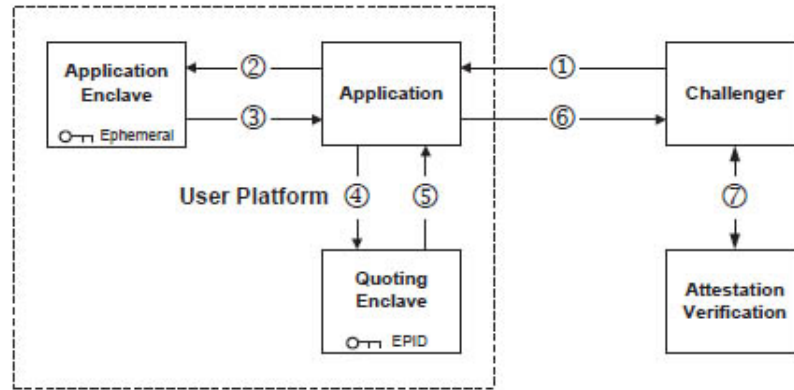 Application
Enclave
Ephemeral
②
③
Application
①
⑥
Challenger
User Platform
④
⑤
⑦
Quoting
Enclave
EPID
Attestation
Verification